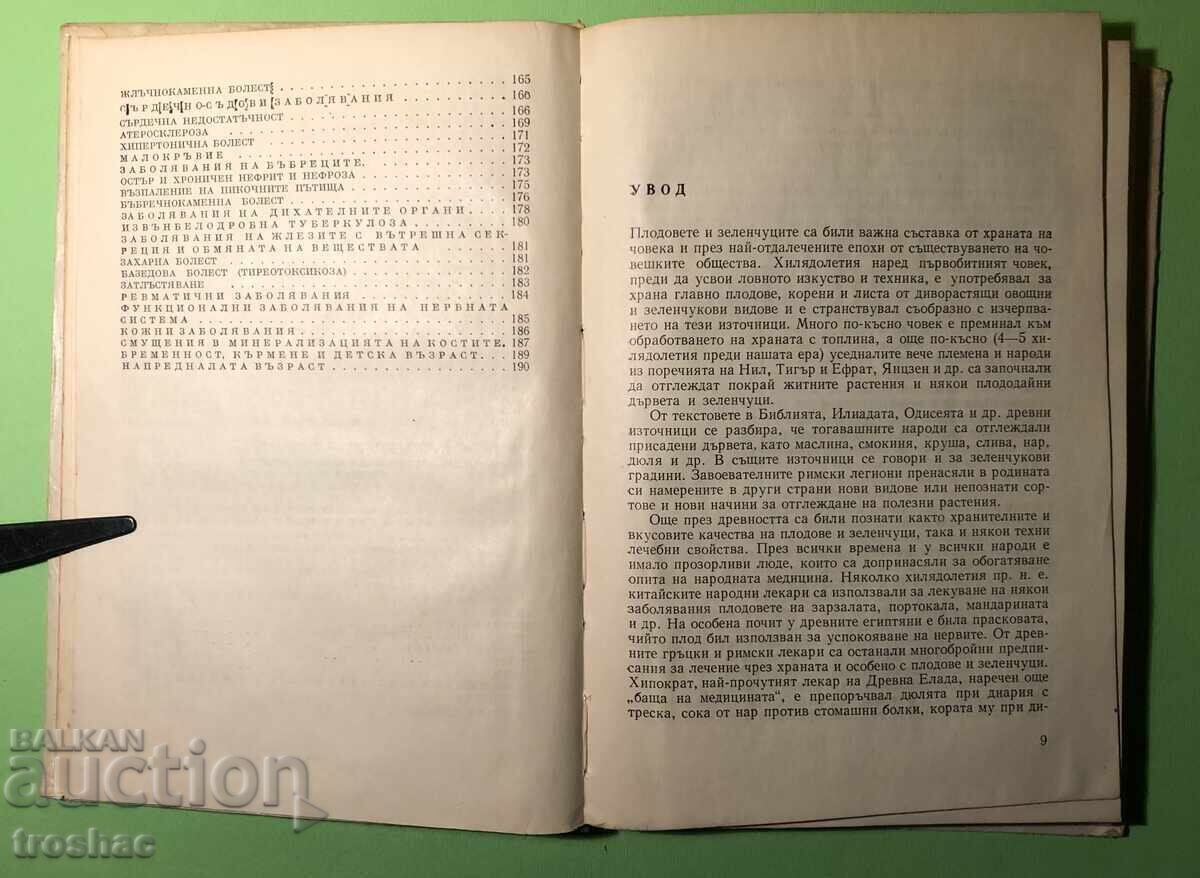 ЖЛЪЧНОКАМЕННА БОЛЕСТ . . . . . . . . . . . . . 165
СЪРДЕЧНО-СЪДОВИ ЗАБОЛЯВАНИЯ . . . . . . . . 166
СЪРДЕЧНА НЕДОСТАТЪЧНОСТ . . . . . . . . . . . . 166
АТЕРОСКЛЕРОЗА . . . . . . . . . . . . . . . . 169
ХИПЕРТОНИЧНА БОЛЕСТ . . . . . . . . . . . . . . 171
МАЛОКРЪВИЕ . . . . . . . . . . . . . . . . . 172
ЗАБОЛЯВАНИЯ НА БЪБРЕЦИТЕ. . . . . . . . . . 173
ОСТЪР И ХРОНИЧЕН НЕФРИТ И НЕФРОЗА . . . . . . . . 173
ВЪЗПАЛЕНИЕ НА ПИКОЧНИТЕ ПЪТИЩА . . . . . . . . . 175
БЪБРЕЧНОКАМЕННА БОЛЕСТ . . . . . . . . . . . . . 176
ЗАБОЛЯВАНИЯ НА ДИХАТЕЛНИТЕ ОРГАНИ. . . . 178
ИЗВЪНБЕЛОДРОБНА ТУБЕРКУЛОЗА . . . . . . . . 180
ЗАБОЛЯВАНИЯ НА ЖЛЕЗИТЕ С ВЪТРЕШНА СЕК-
РЕЦИЯ И ОБМЯНАТА НА ВЕЩЕСТВАТА . . . . . . 181
ЗАХАРНА БОЛЕСТ . . . . . . . . . . . . . . . . 181
БАЗЕДОВА БОЛЕСТ (ТИРЕОТОКСИКОЗА) . . . . . . . . . 182
ЗАТЛЪСТЯВАНЕ . . . . . . . . . . . . . . . . . 183
РЕВМАТИЧНИ ЗАБОЛЯВАНИЯ . . . . . . . . . . . 184
ФУНКЦИОНАЛНИ ЗАБОЛЯВАНИЯ НА НЕРВНАТА
СИСТЕМА . . . . . . . . . . . . . . . . . . . 185
КОЖНИ ЗАБОЛЯВАНИЯ . . . . . . . . . . . . . . 186
СМУЩЕНИЯ В МИНЕРАЛИЗАЦИЯТА НА КОСТИТЕ. 187
БРЕМЕННОСТ, КЪРМЕНЕ И ДЕТСКА ВЪЗРАСТ. . . 189
НАПРЕДНАЛАТА ВЪЗРАСТ . . . . . . . . . . . . 190
УВОД
Плодовете и зеленчуците са били важна съставка от храната на
човека и през най-отдалечените епохи от съществуването на чо-
вешките общества. Хилядолетия наред първобитният човек,
преди да усвои ловното изкуство и техника, е употребявал за
храна главно плодове, корени и листа от диворастящи овощни
и зеленчукови видове и е странствувал съобразно с изчерпва-
нето на тези източници. Много по-късно човек е преминал към
обработването на храната с топлина, а още по-късно (4—5 хи-
лядолетия преди нашата ера) уседналите вече племена и народи
из поречията на Нил, Тигър и Ефрат, Янцзен и др. са започнали
да отглеждат покрай житните растения и някои плододайни
дървета и зеленчуци.
От текстовете в Библията, Илиадата, Одисеята и др. древни
източници се разбира, че тогавашните народи са отглеждали
присадени дървета, като маслина, смокиня, круша, слива, нар,
дюля и др. В същите източници се говори и за зеленчукови
градини. Завоевателните римски легиони пренасяли в родината
си намерените в други страни нови видове или непознати сор-
тове и нови начини за отглеждане на полезни растения.
Още през древността са били познати както хранителните и
вкусовите качества на плодове и зеленчуци, така и някои техни
лечебни свойства. През всички времена и у всички народи е
имало прозорливи люде, които са допринасяли за обогатяване
опита на народната медицина. Няколко хилядолетия пр. н. е.
китайските народни лекари са използвали за лекуване на някои
заболявания плодовете на зарзалата, портокала, мандарината
и др. На особена почит у древните египтяни е била прасковата,
чийто плод бил използван за успокояване на нервите. От древ-
ните гръцки и римски лекари са останали многобройни предпи-
сания за лечение чрез храната и особено с плодове и зеленчуци.
Хипократ, най-прочутият лекар на Древна Елада, наречен още
„баща на медицината“, е препоръчвал дюлята при диария с
треска, сока от нар против стомашни болки, кората му при ди-
9
BALKAN
auction
troshac